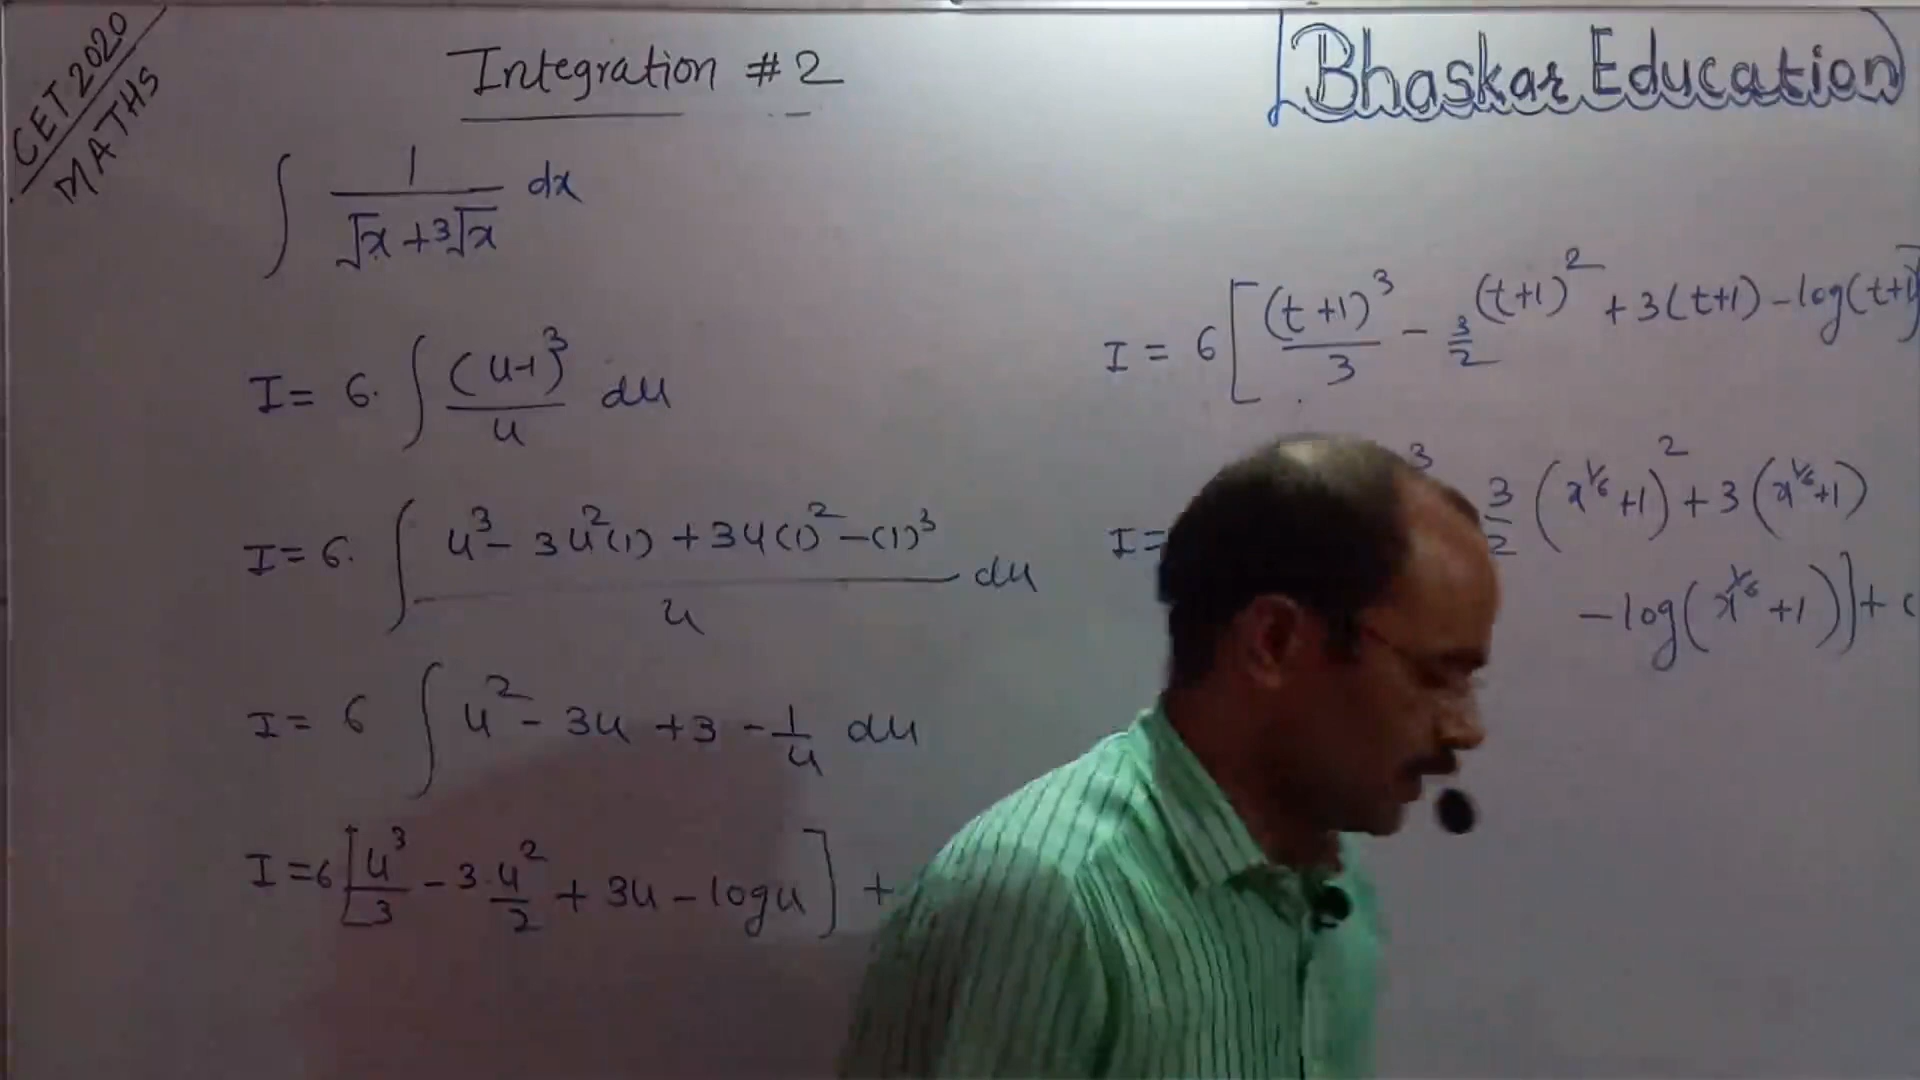 CET 2020
MATHS
Integration #2
Bhaskar Education
∫ 1/(√x + 3√x) dx
I = 6. ∫ (u-1)³/u du
I = 6. ∫ (u³ - 3u²(1) + 3u(1)² - (1)³)/u du
I = 6 ∫ u² - 3u + 3 - 1/u du
I = 6 [u³/3 - 3.u²/2 + 3u - log u] +
I = 6 [(t+1)³/3 - 3/2 (t+1)² + 3(t+1) - log(t+1)]
I = 3 3/2 (x^1/6 + 1)² + 3 (x^1/6 + 1)
- log(x^1/6 + 1)] + c